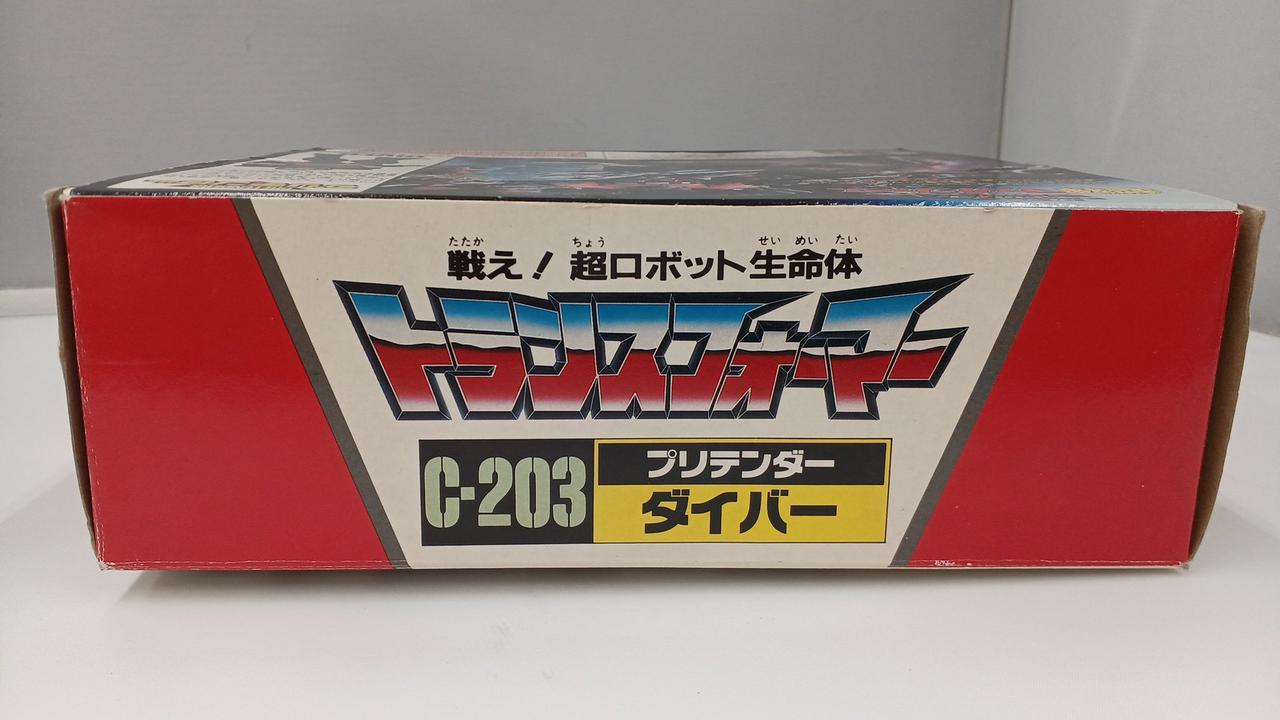 たたか ちょう せい めい たい
戦え! 超ロボット生命体
トランスフォーマー
C-203
プリテンダー
ダイバー